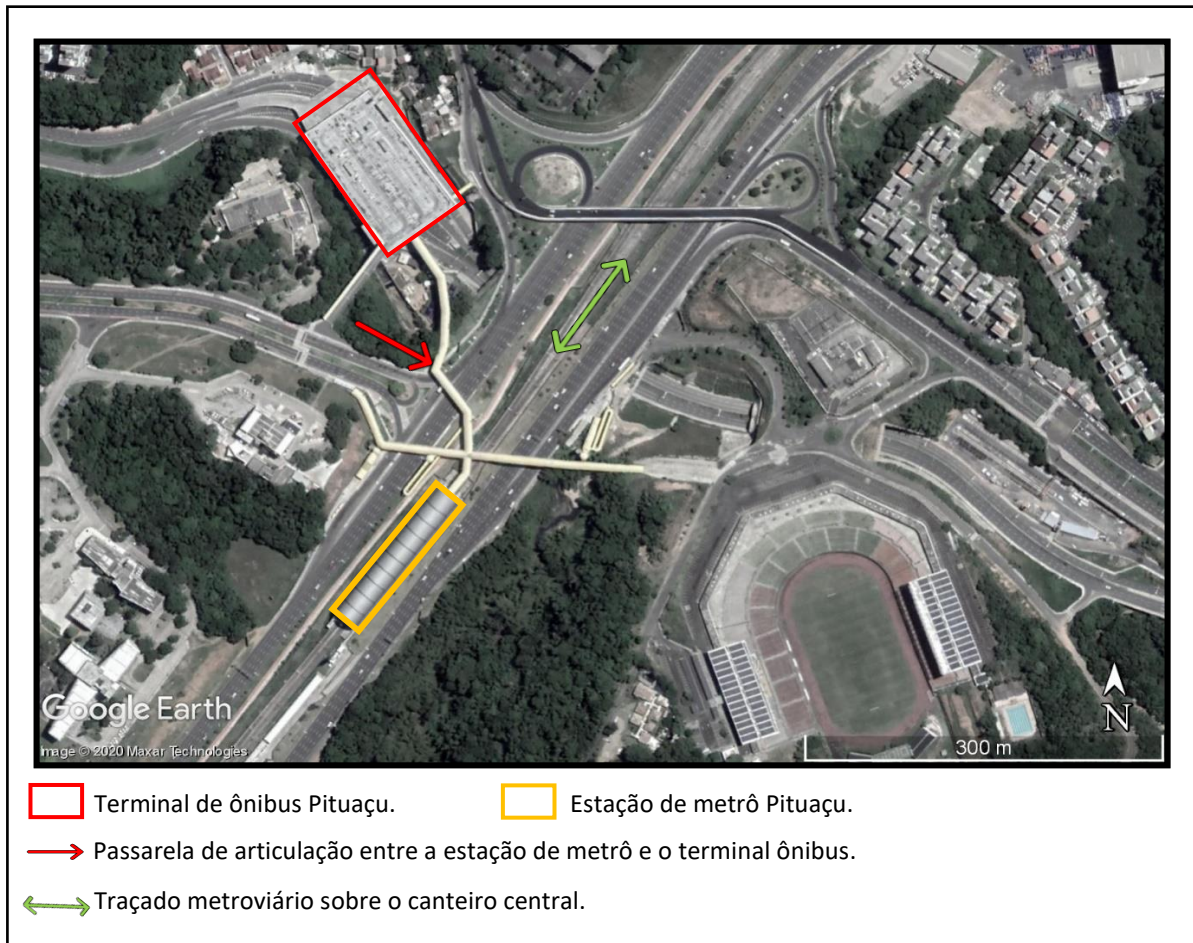 Google Earth
Image © 2020 Maxar Technologies
N
300 m
Terminal de ônibus Pituaçu.
Estação de metrô Pituaçu.
Passarela de articulação entre a estação de metrô e o terminal ônibus.
Traçado metroviário sobre o canteiro central.